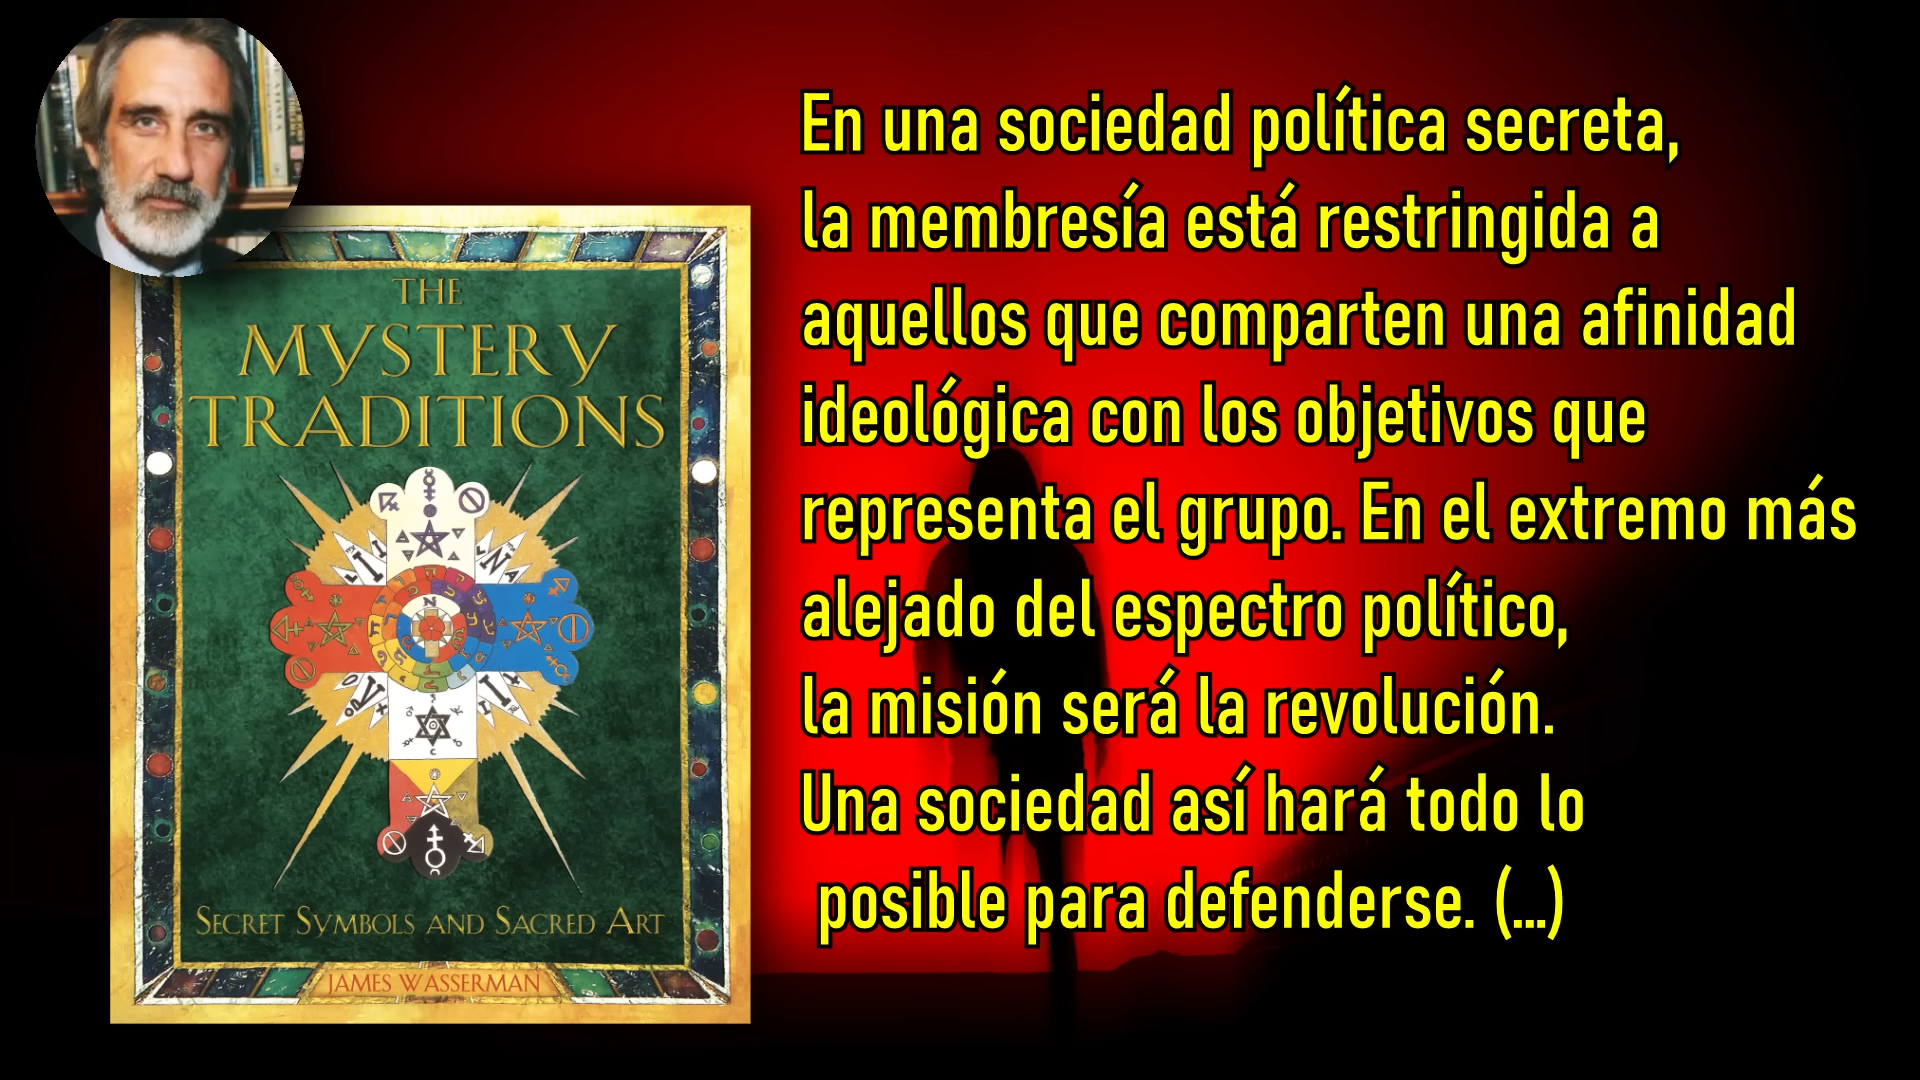 THE
MYSTERY
TRADITIONS
SECRET SYMBOLS AND SACRED ART
JAMES WASSERMAN
En una sociedad política secreta,
la membresía está restringida a
aquellos que comparten una afinidad
ideológica con los objetivos que
representa el grupo. En el extremo más
alejado del espectro político,
la misión será la revolución.
Una sociedad así hará todo lo
posible para defenderse. (...)